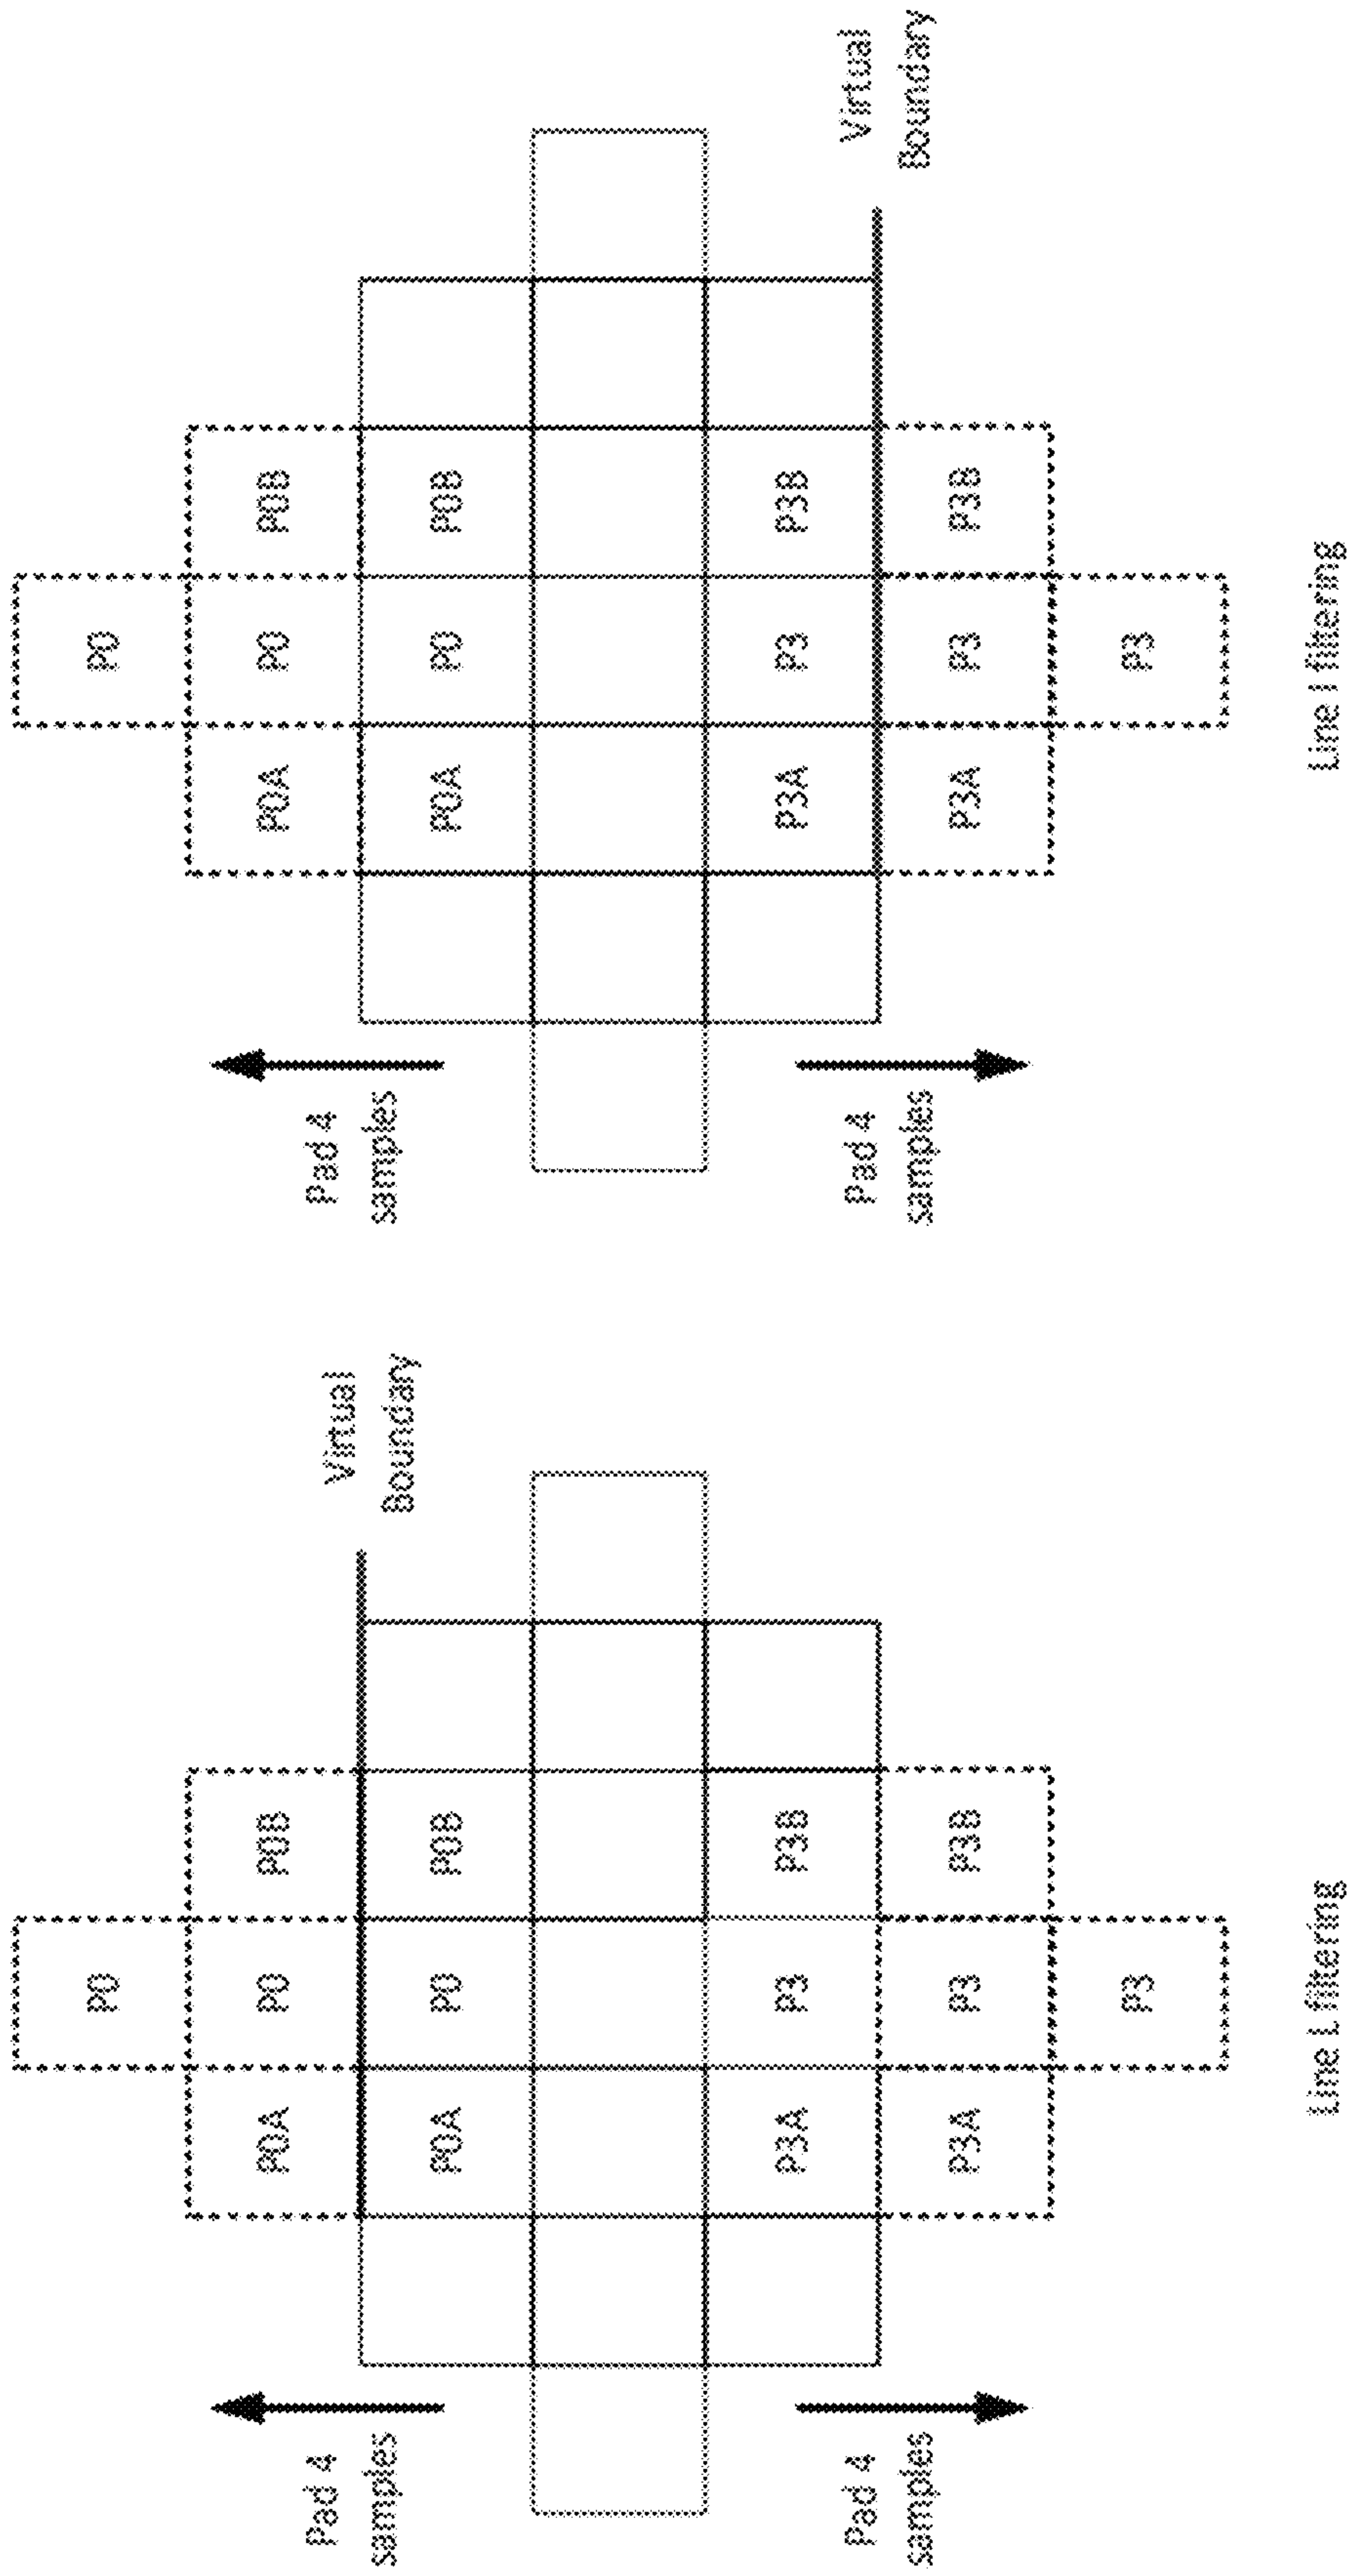 P0
P0A P0 P0B
Pad 4
samples
Virtual
Boundary
P0A P0 P0B
P3A P3 P3B
Pad 4
samples
P3A P3 P3B
P3
Line L filtering
P0
P0A P0 P0B
Pad 4
samples
P0A P0 P0B
P3A P3 P3B
Pad 4
samples
Virtual
Boundary
P3A P3 P3B
P3
Line I filtering